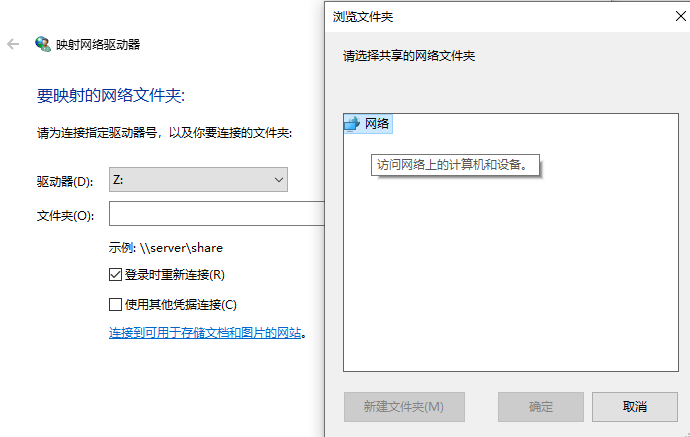 映射网络驱动器
要映射的网络文件夹:
请为连接指定驱动器号，以及你要连接的文件夹:
驱动器(D): Z:
文件夹(O):
示例: \\server\share
登录时重新连接(R)
使用其他凭据连接(C)
连接到可用于存储文档和图片的网站。
浏览文件夹
请选择共享的网络文件夹
网络
访问网络上的计算机和设备。
新建文件夹(M) 确定 取消